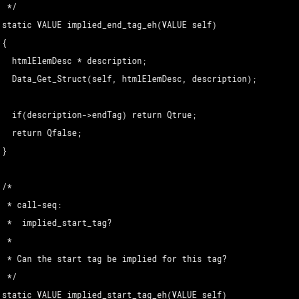 */
static VALUE implied_end_tag_eh(VALUE self)
{
  htmlElemDesc * description;
  Data_Get_Struct(self, htmlElemDesc, description);

  if(description->endTag) return Qtrue;
  return Qfalse;
}

/*
 * call-seq:
 *  implied_start_tag?
 *
 * Can the start tag be implied for this tag?
 */
static VALUE implied_start_tag_eh(VALUE self)